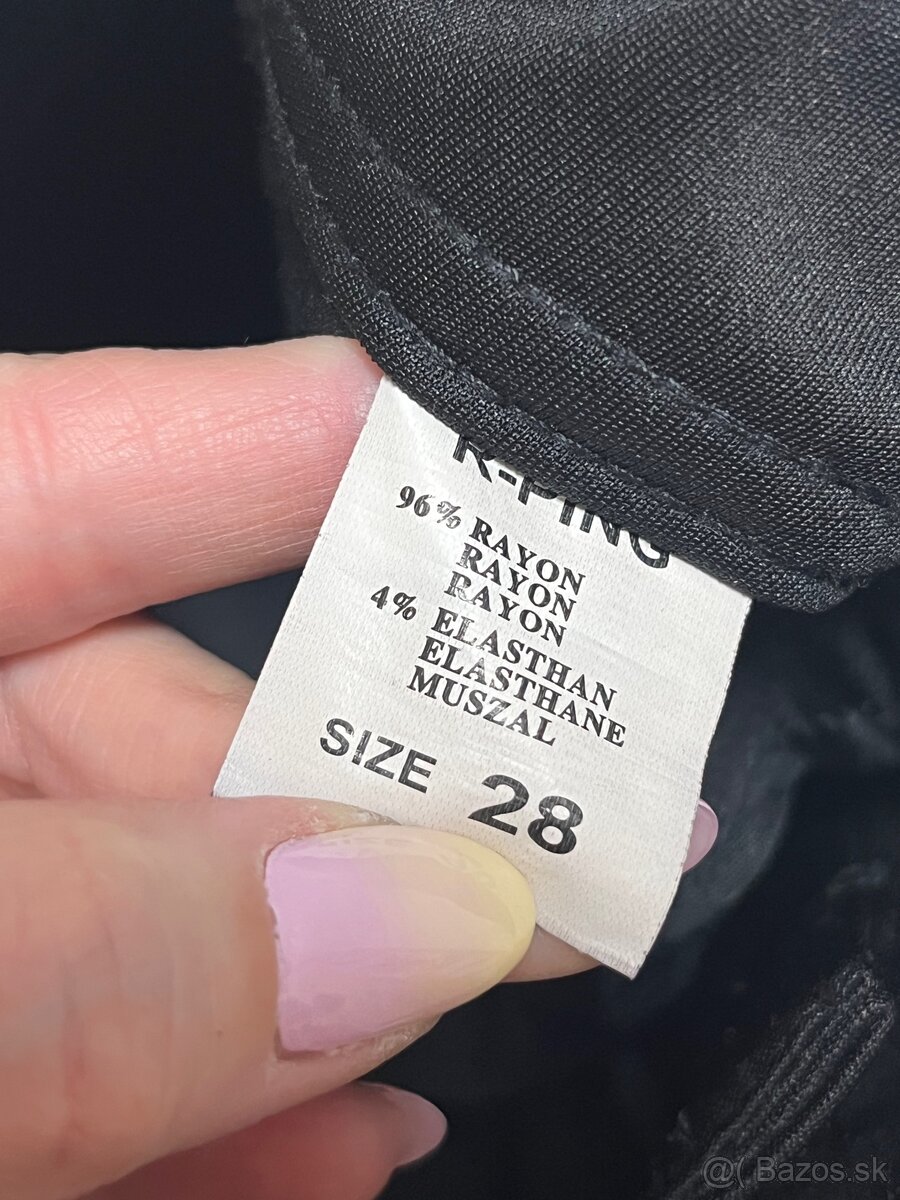 K-PING
96% RAYON
RAYON
RAYON
4% ELASTHAN
ELASTHANE
MUSZAL
SIZE 28
@( Bazos.sk